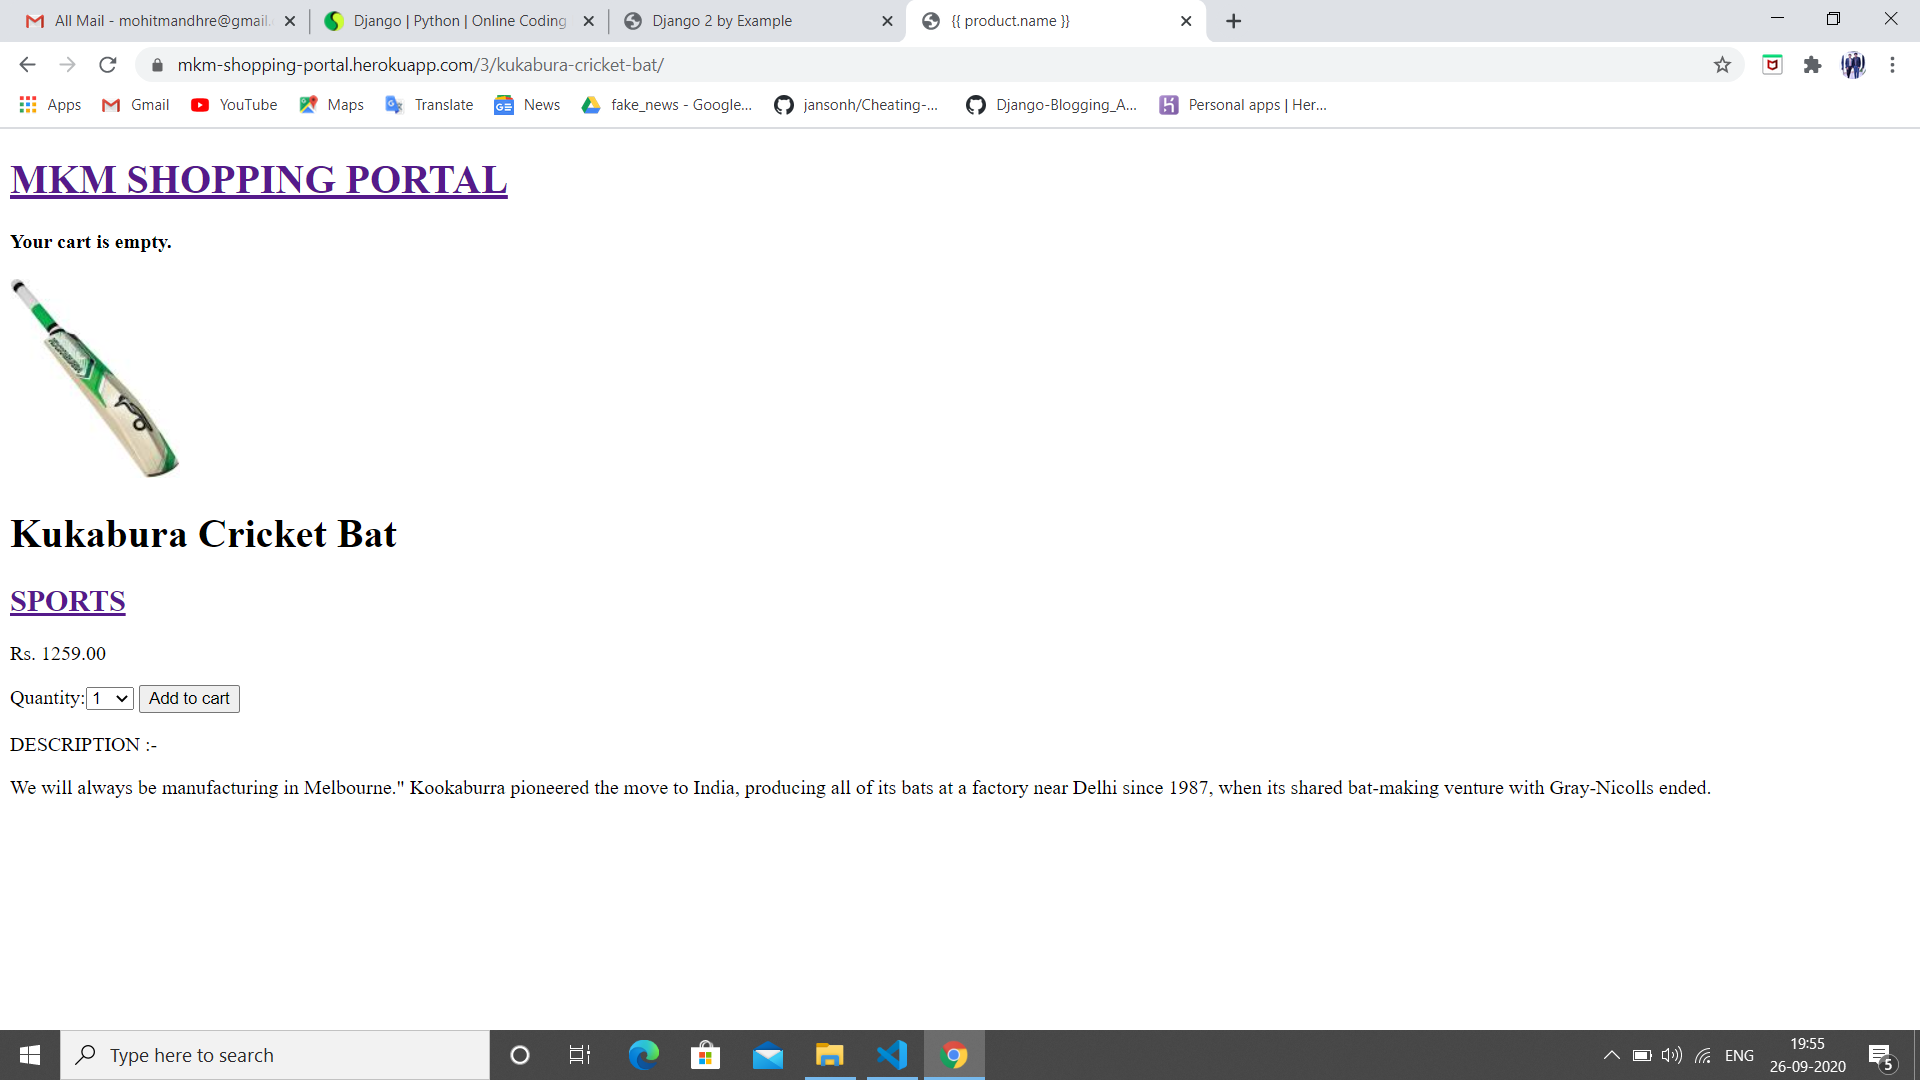 All Mail - mohitmandhre@gmail.
Django | Python | Online Coding
Django 2 by Example
{{ product.name }}
mkm-shopping-portal.herokuapp.com/3/kukabura-cricket-bat/
Apps
Gmail
YouTube
Maps
Translate
News
fake_news - Google...
jansonh/Cheating-...
Django-Blogging_A...
Personal apps | Her...
MKM SHOPPING PORTAL
Your cart is empty.
Kukabura Cricket Bat
SPORTS
Rs. 1259.00
Quantity: 1 Add to cart
DESCRIPTION :-
We will always be manufacturing in Melbourne." Kookaburra pioneered the move to India, producing all of its bats at a factory near Delhi since 1987, when its shared bat-making venture with Gray-Nicolls ended.
Type here to search
ENG
19:55
26-09-2020
5